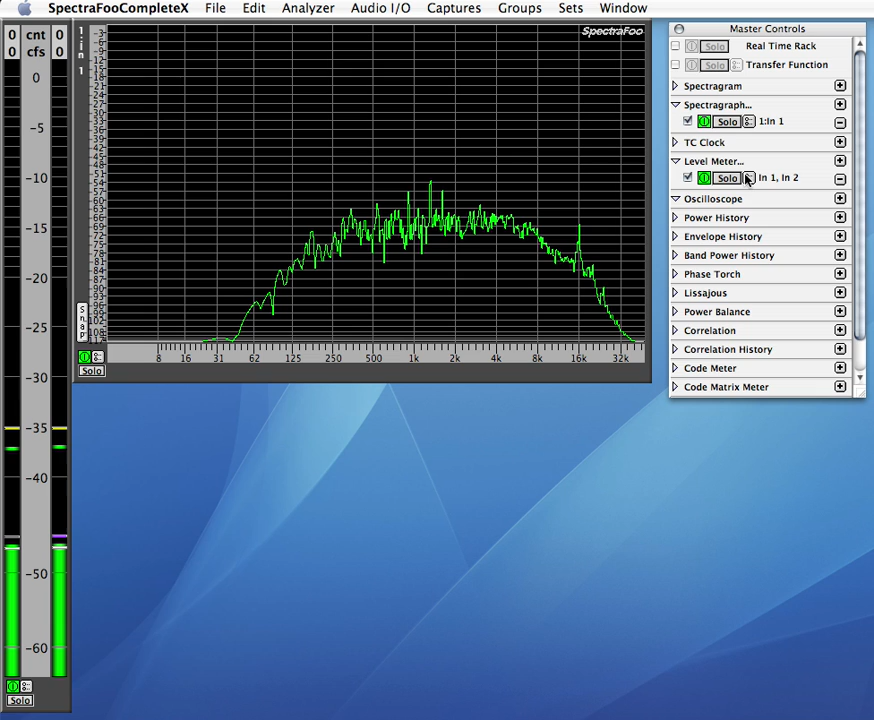 SpectraFooCompleteX File Edit Analyzer Audio I/O Captures Groups Sets Window
0 cnt 0
0 cfs 0
0
-5
-10
-15
-20
-25
-30
-35
-40
-50
-60
Solo
1:In 1
SpectraFoo
-3
-6
-9
12
15
18
21
24
27
30
33
36
39
42
45
48
51
54
57
60
63
66
69
72
75
78
81
84
87
90
93
96
99
Snap
8 16 31 62 125 250 500 1k 2k 4k 8k 16k 32k
Solo
Master Controls
Solo Real Time Rack
Solo Transfer Function
Spectragram
Spectragraph...
Solo 1:In 1
TC Clock
Level Meter...
Solo In 1, In 2
Oscilloscope
Power History
Envelope History
Band Power History
Phase Torch
Lissajous
Power Balance
Correlation
Correlation History
Code Meter
Code Matrix Meter